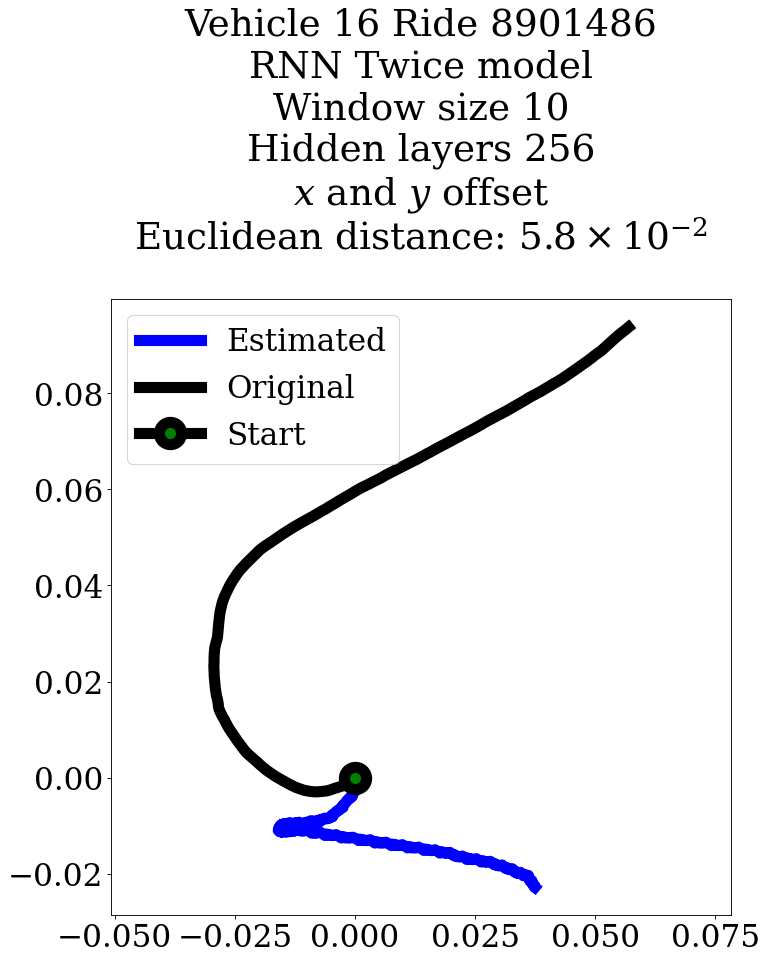 Vehicle 16 Ride 8901486
RNN Twice model
Window size 10
Hidden layers 256
x and y offset
Euclidean distance: 5.8 × 10⁻²
Estimated
Original
Start
0.08
0.06
0.04
0.02
0.00
−0.02
−0.050 −0.025 0.000 0.025 0.050 0.075